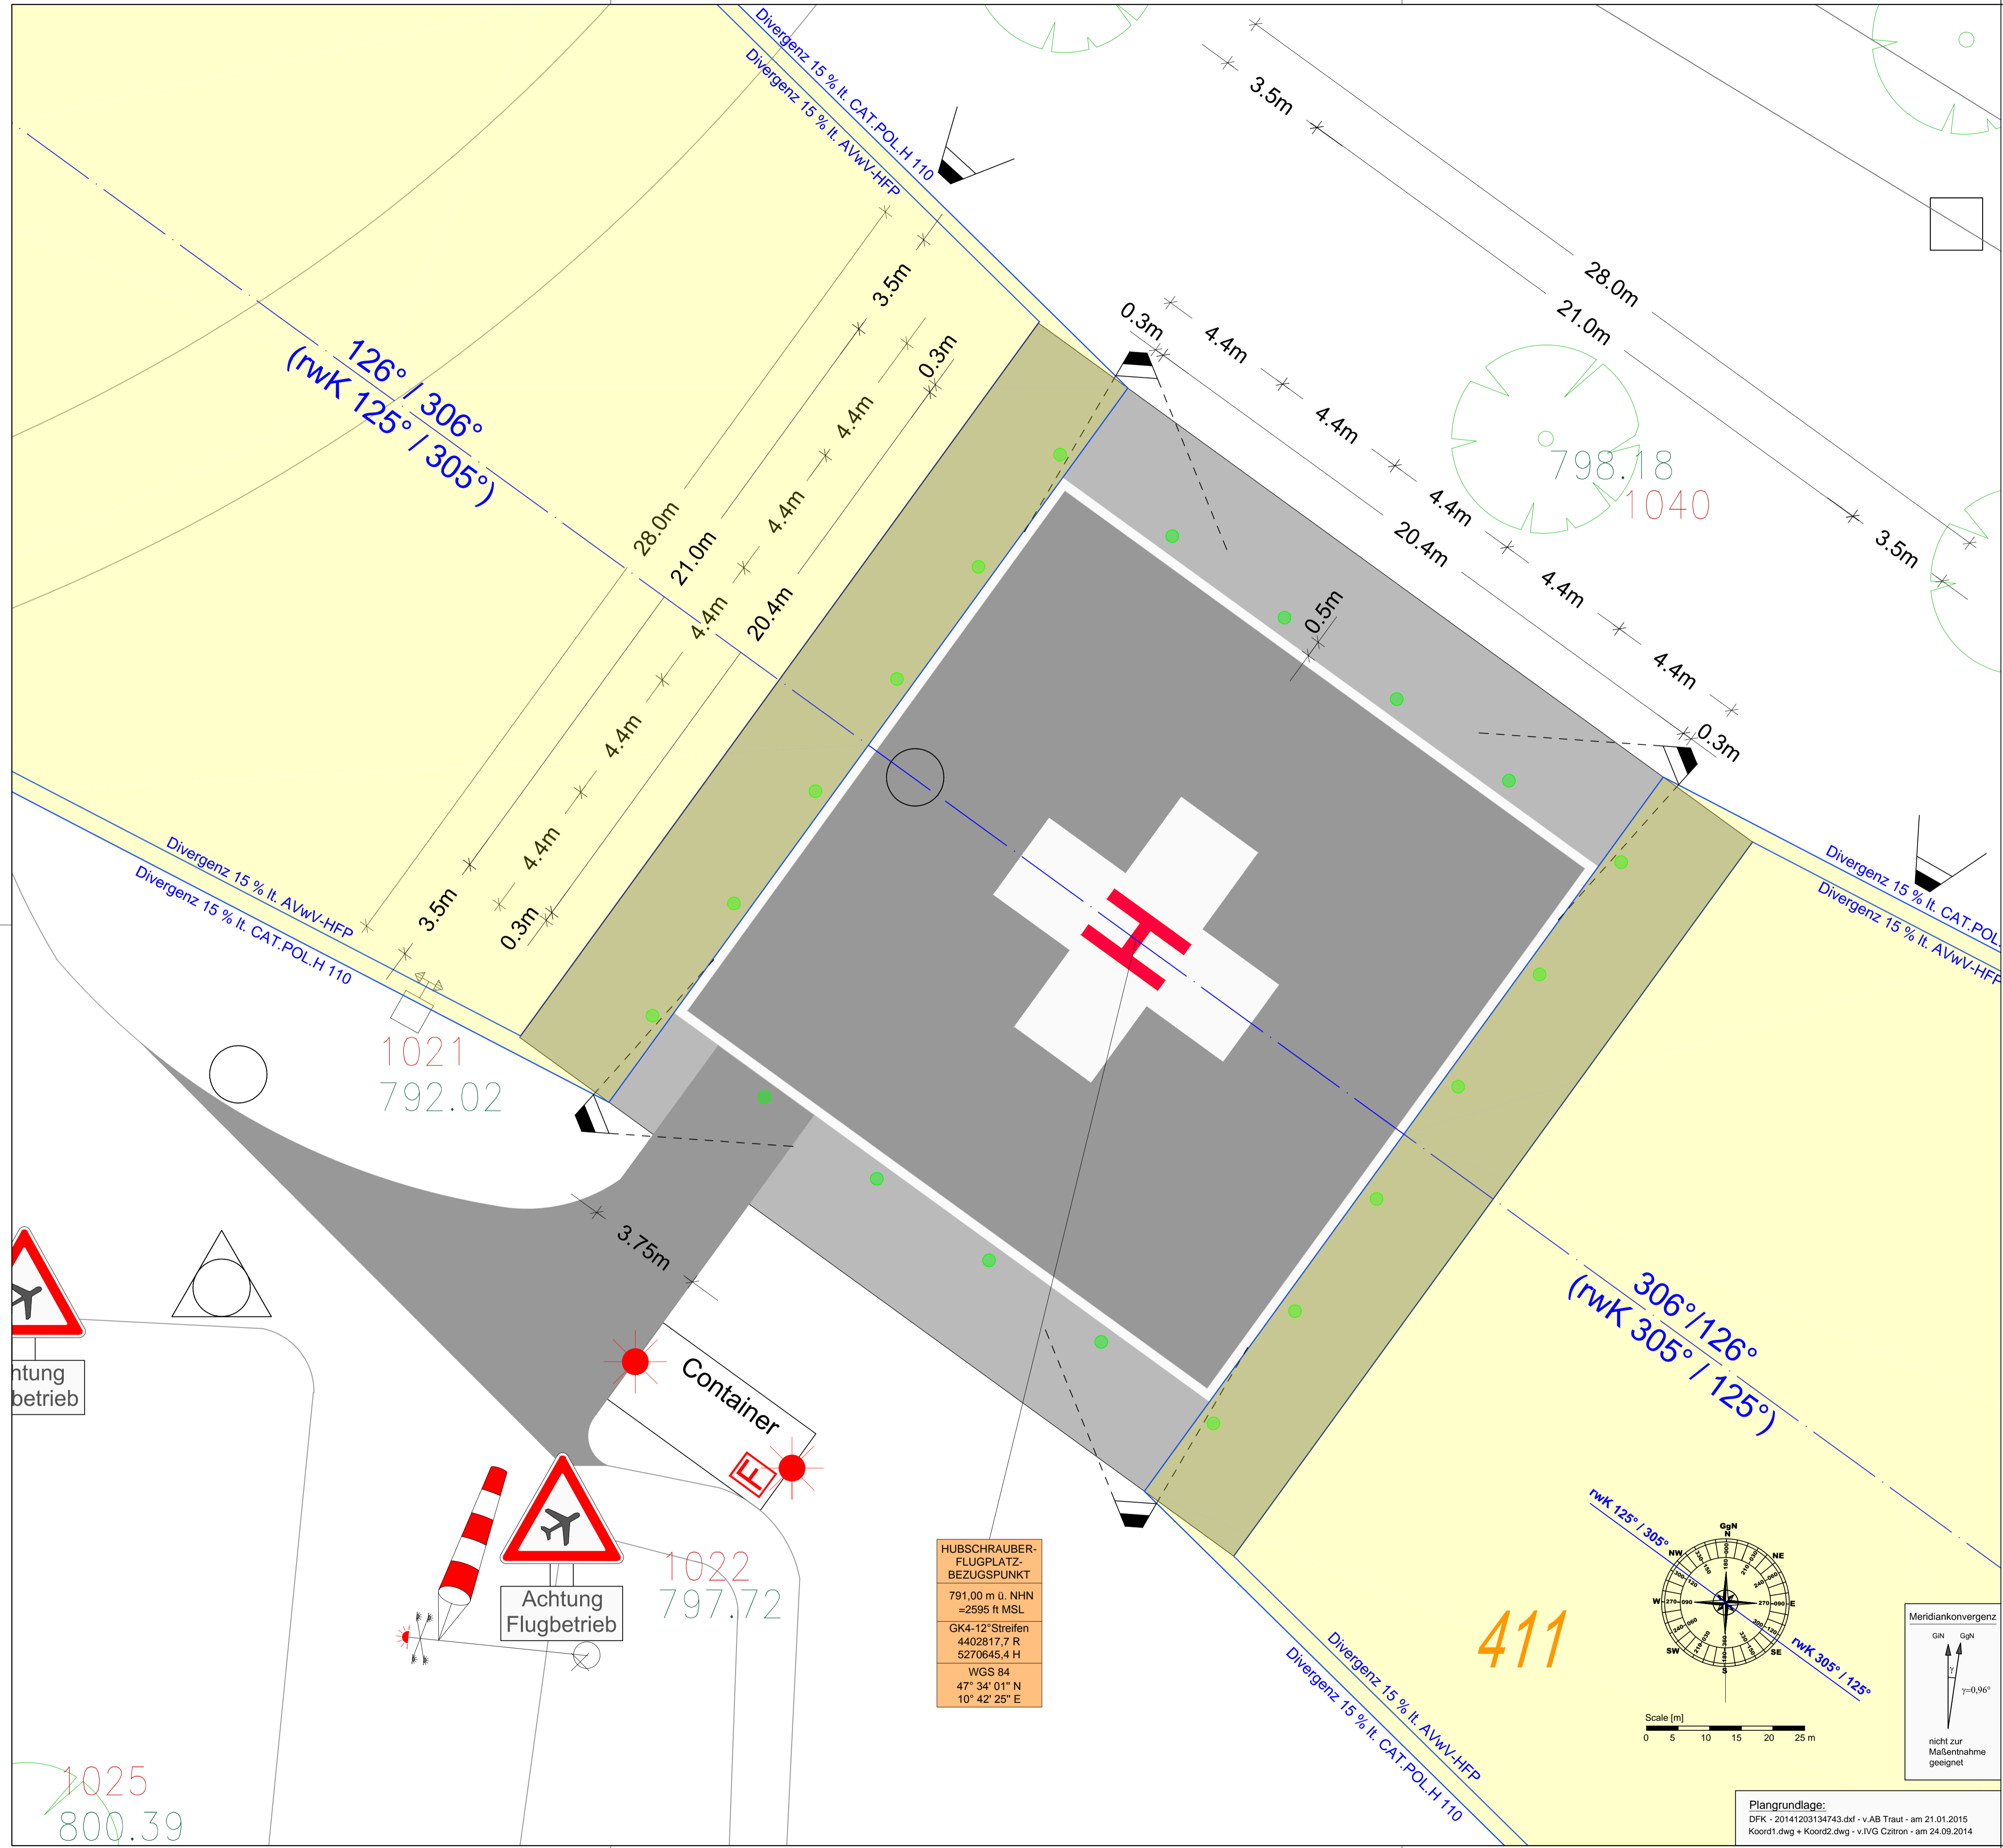 Divergenz 15 % lt. CAT.POL.H 110
Divergenz 15 % lt. AVwV-HFP
3.5m
28.0m
21.0m
3.5m
126° / 306°
(rwK 125° / 305°)
3.5m
0.3m
4.4m
4.4m
4.4m
4.4m
4.4m
28.0m
21.0m
20.4m
3.5m
0.3m
0.3m
4.4m
4.4m
4.4m
4.4m
4.4m
20.4m
0.3m
0.5m
798.18
1040
Divergenz 15 % lt. AVwV-HFP
Divergenz 15 % lt. CAT.POL.H 110
Divergenz 15 % lt. CAT.POL.
Divergenz 15 % lt. AVwV-HFP
H
1021
792.02
3.75m
Container
F
htung
betrieb
Achtung
Flugbetrieb
1022
797.72
1025
800.39
306°/126°
(rwK 305° / 125°)
HUBSCHRAUBER-
FLUGPLATZ-
BEZUGSPUNKT
791,00 m ü. NHN
=2595 ft MSL
GK4-12°Streifen
4402817,7 R
5270645,4 H
WGS 84
47° 34' 01" N
10° 42' 25" E
Divergenz 15 % lt. AVwV-HFP
Divergenz 15 % lt. CAT.POL.H 110
411
rwK 125° / 305°
GgN
N
NW
NE
W
E
SW
SE
S
rwK 305° / 125°
Scale [m]
0 5 10 15 20 25 m
Meridiankonvergenz
GiN GgN
γ
γ=0,96°
nicht zur
Maßentnahme
geeignet
Plangrundlage:
DFK - 20141203134743.dxf - v.AB Traut - am 21.01.2015
Koord1.dwg + Koord2.dwg - v.IVG Czitron - am 24.09.2014